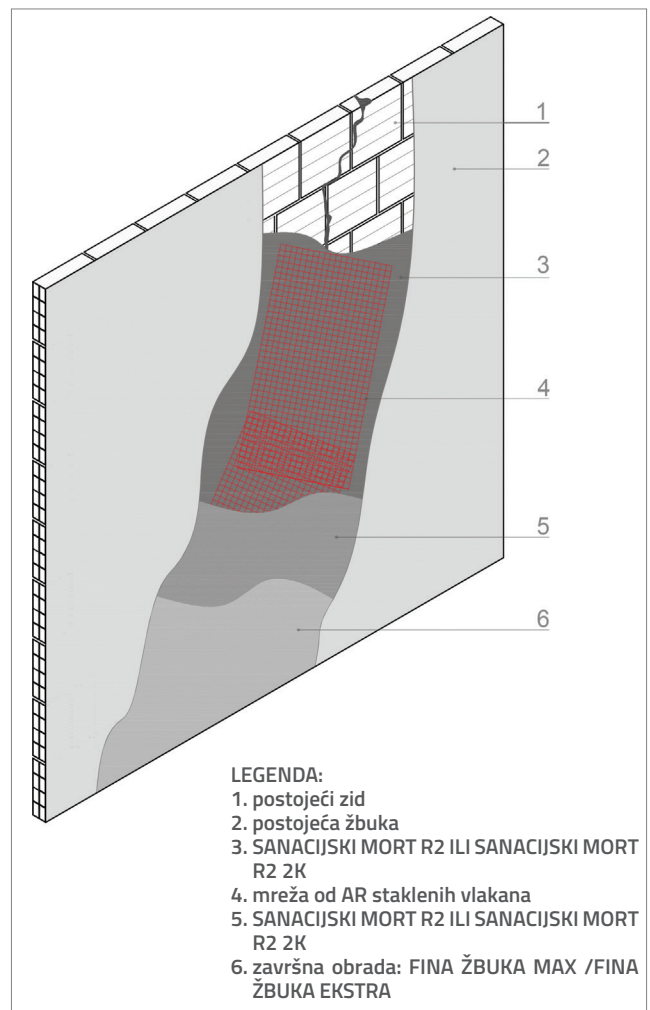 1
2
3
4
5
6
LEGENDA:
1. postojeći zid
2. postojeća žbuka
3. SANACIJSKI MORT R2 ILI SANACIJSKI MORT
R2 2K
4. mreža od AR staklenih vlakana
5. SANACIJSKI MORT R2 ILI SANACIJSKI MORT
R2 2K
6. završna obrada: FINA ŽBUKA MAX /FINA
ŽBUKA EKSTRA